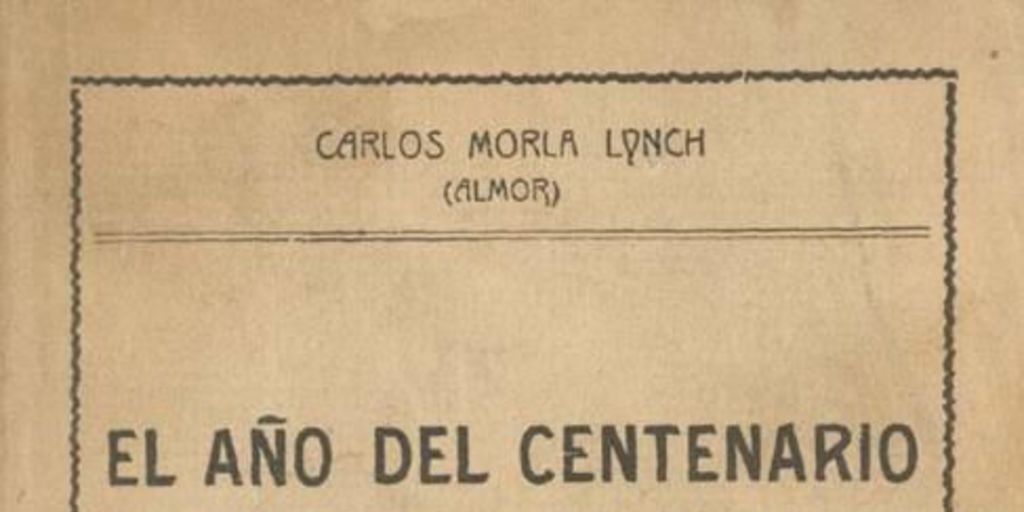 CARLOS MORLA LYNCH
(ALMOR)
EL AÑO DEL CENTENARIO